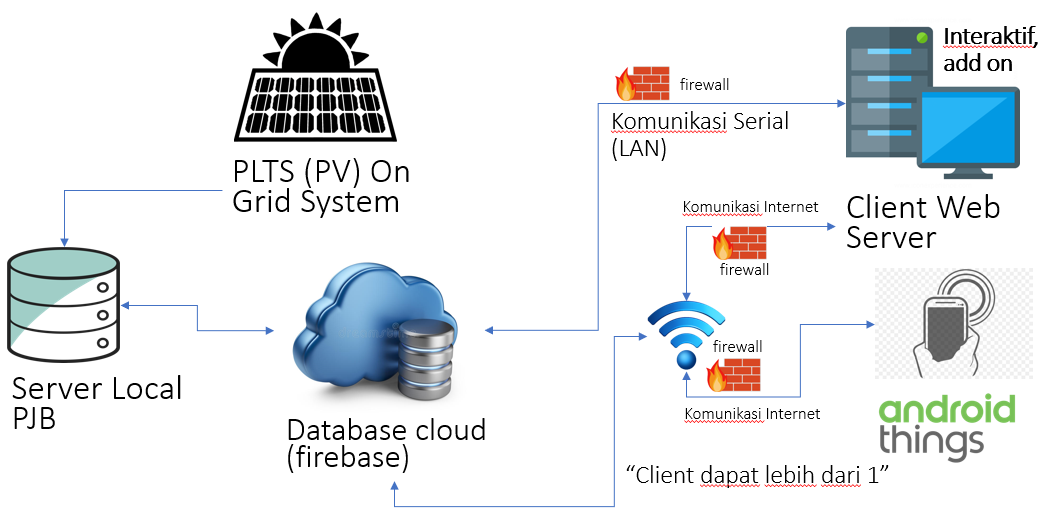 Interaktif,
add on
firewall
Komunikasi Serial
(LAN)
PLTS (PV) On
Grid System
Komunikasi Internet
Client Web
Server
firewall
firewall
Server Local
PJB
Komunikasi Internet
android
things
Database cloud
(firebase)
“Client dapat lebih dari 1”